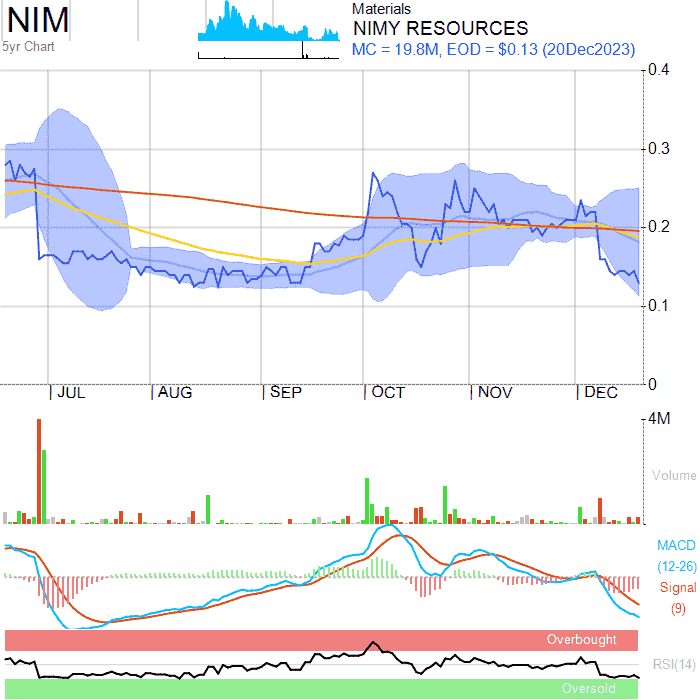 NIM
5yr Chart
Materials
NIMY RESOURCES
MC = 19.8M, EOD = $0.13 (20Dec2023)
0.4
0.3
0.2
0.1
0
JUL AUG SEP OCT NOV DEC
4M
Volume
MACD
(12-26)
Signal
(9)
Overbought
RSI(14)
Oversold